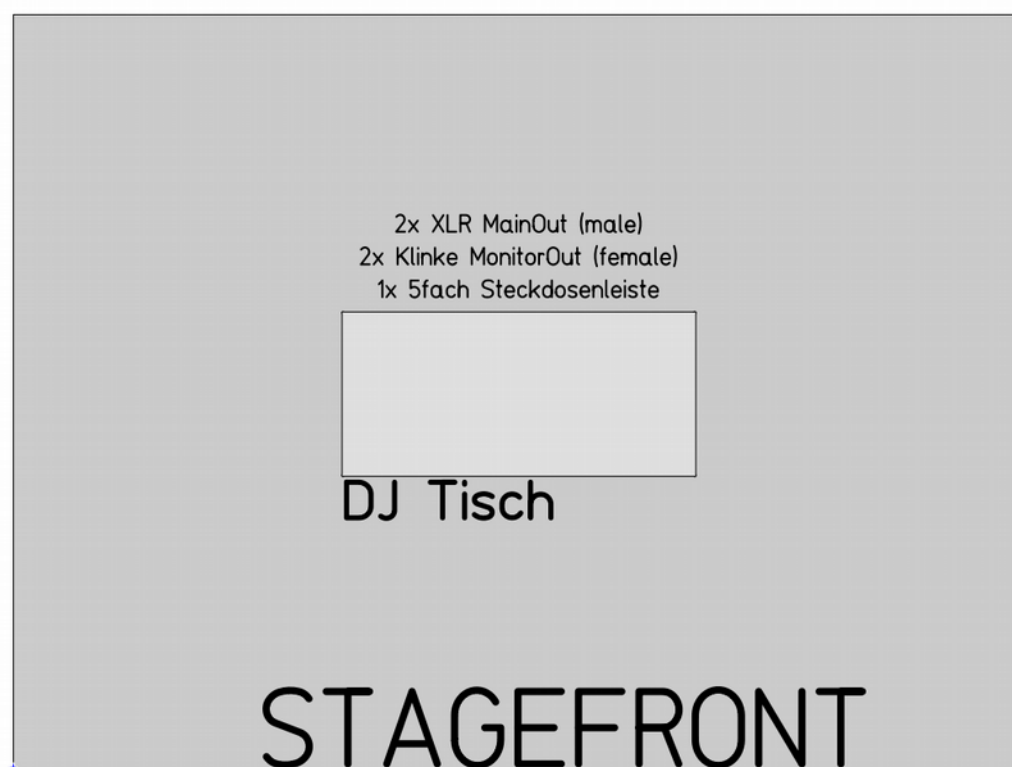 2x XLR MainOut (male)
2x Klinke MonitorOut (female)
1x 5fach Steckdosenleiste
DJ Tisch
STAGEFRONT